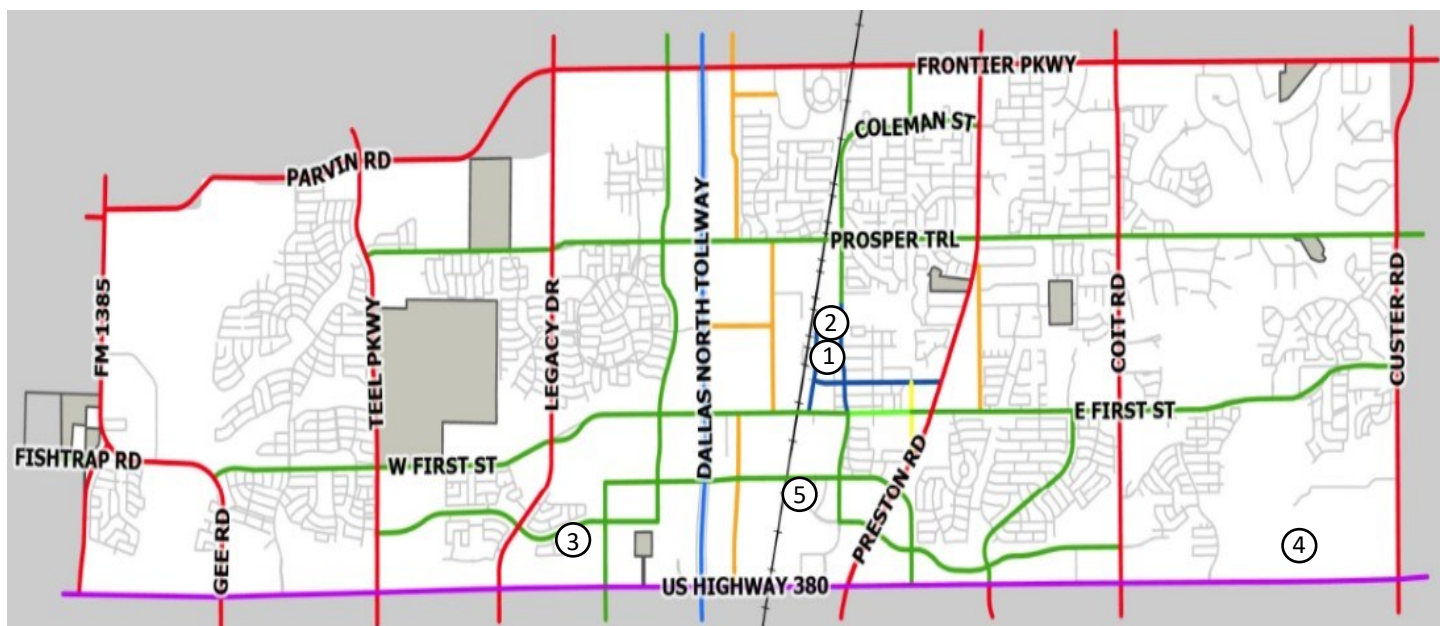 FRONTIER PKWY
COLEMAN ST
PARVIN RD
PROSPER TRL
FM 1385
TEEL PKWY
LEGACY DR
DALLAS NORTH TOLLWAY
COIT RD
CUSTER RD
2
1
E FIRST ST
FISHTRAP RD
W FIRST ST
PRESTON RD
5
GEE RD
3
4
US HIGHWAY 380